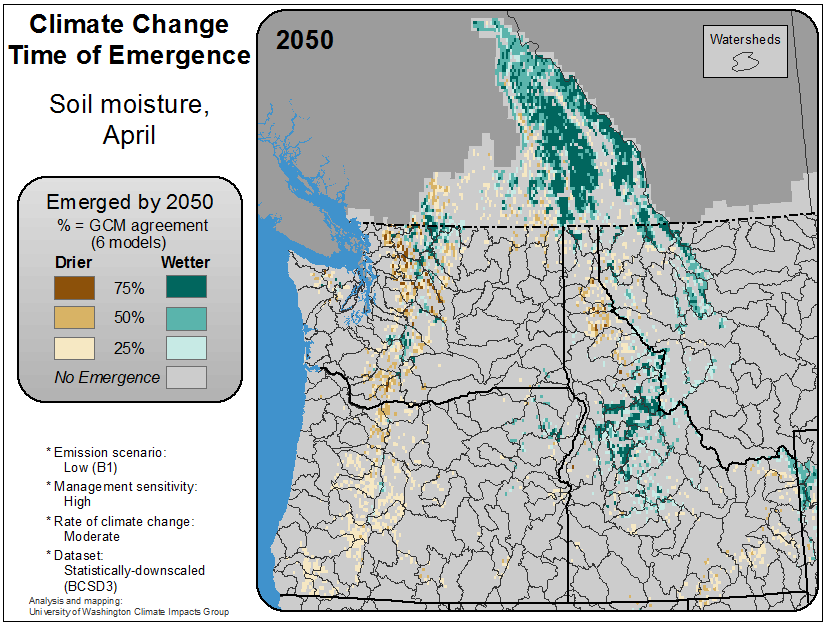 Climate Change
Time of Emergence
Soil moisture,
April
Emerged by 2050
% = GCM agreement
(6 models)
Drier
Wetter
75%
50%
25%
No Emergence
* Emission scenario:
Low (B1)
* Management sensitivity:
High
* Rate of climate change:
Moderate
* Dataset:
Statistically-downscaled
(BCSD3)
Analysis and mapping:
University of Washington Climate Impacts Group
2050
Watersheds